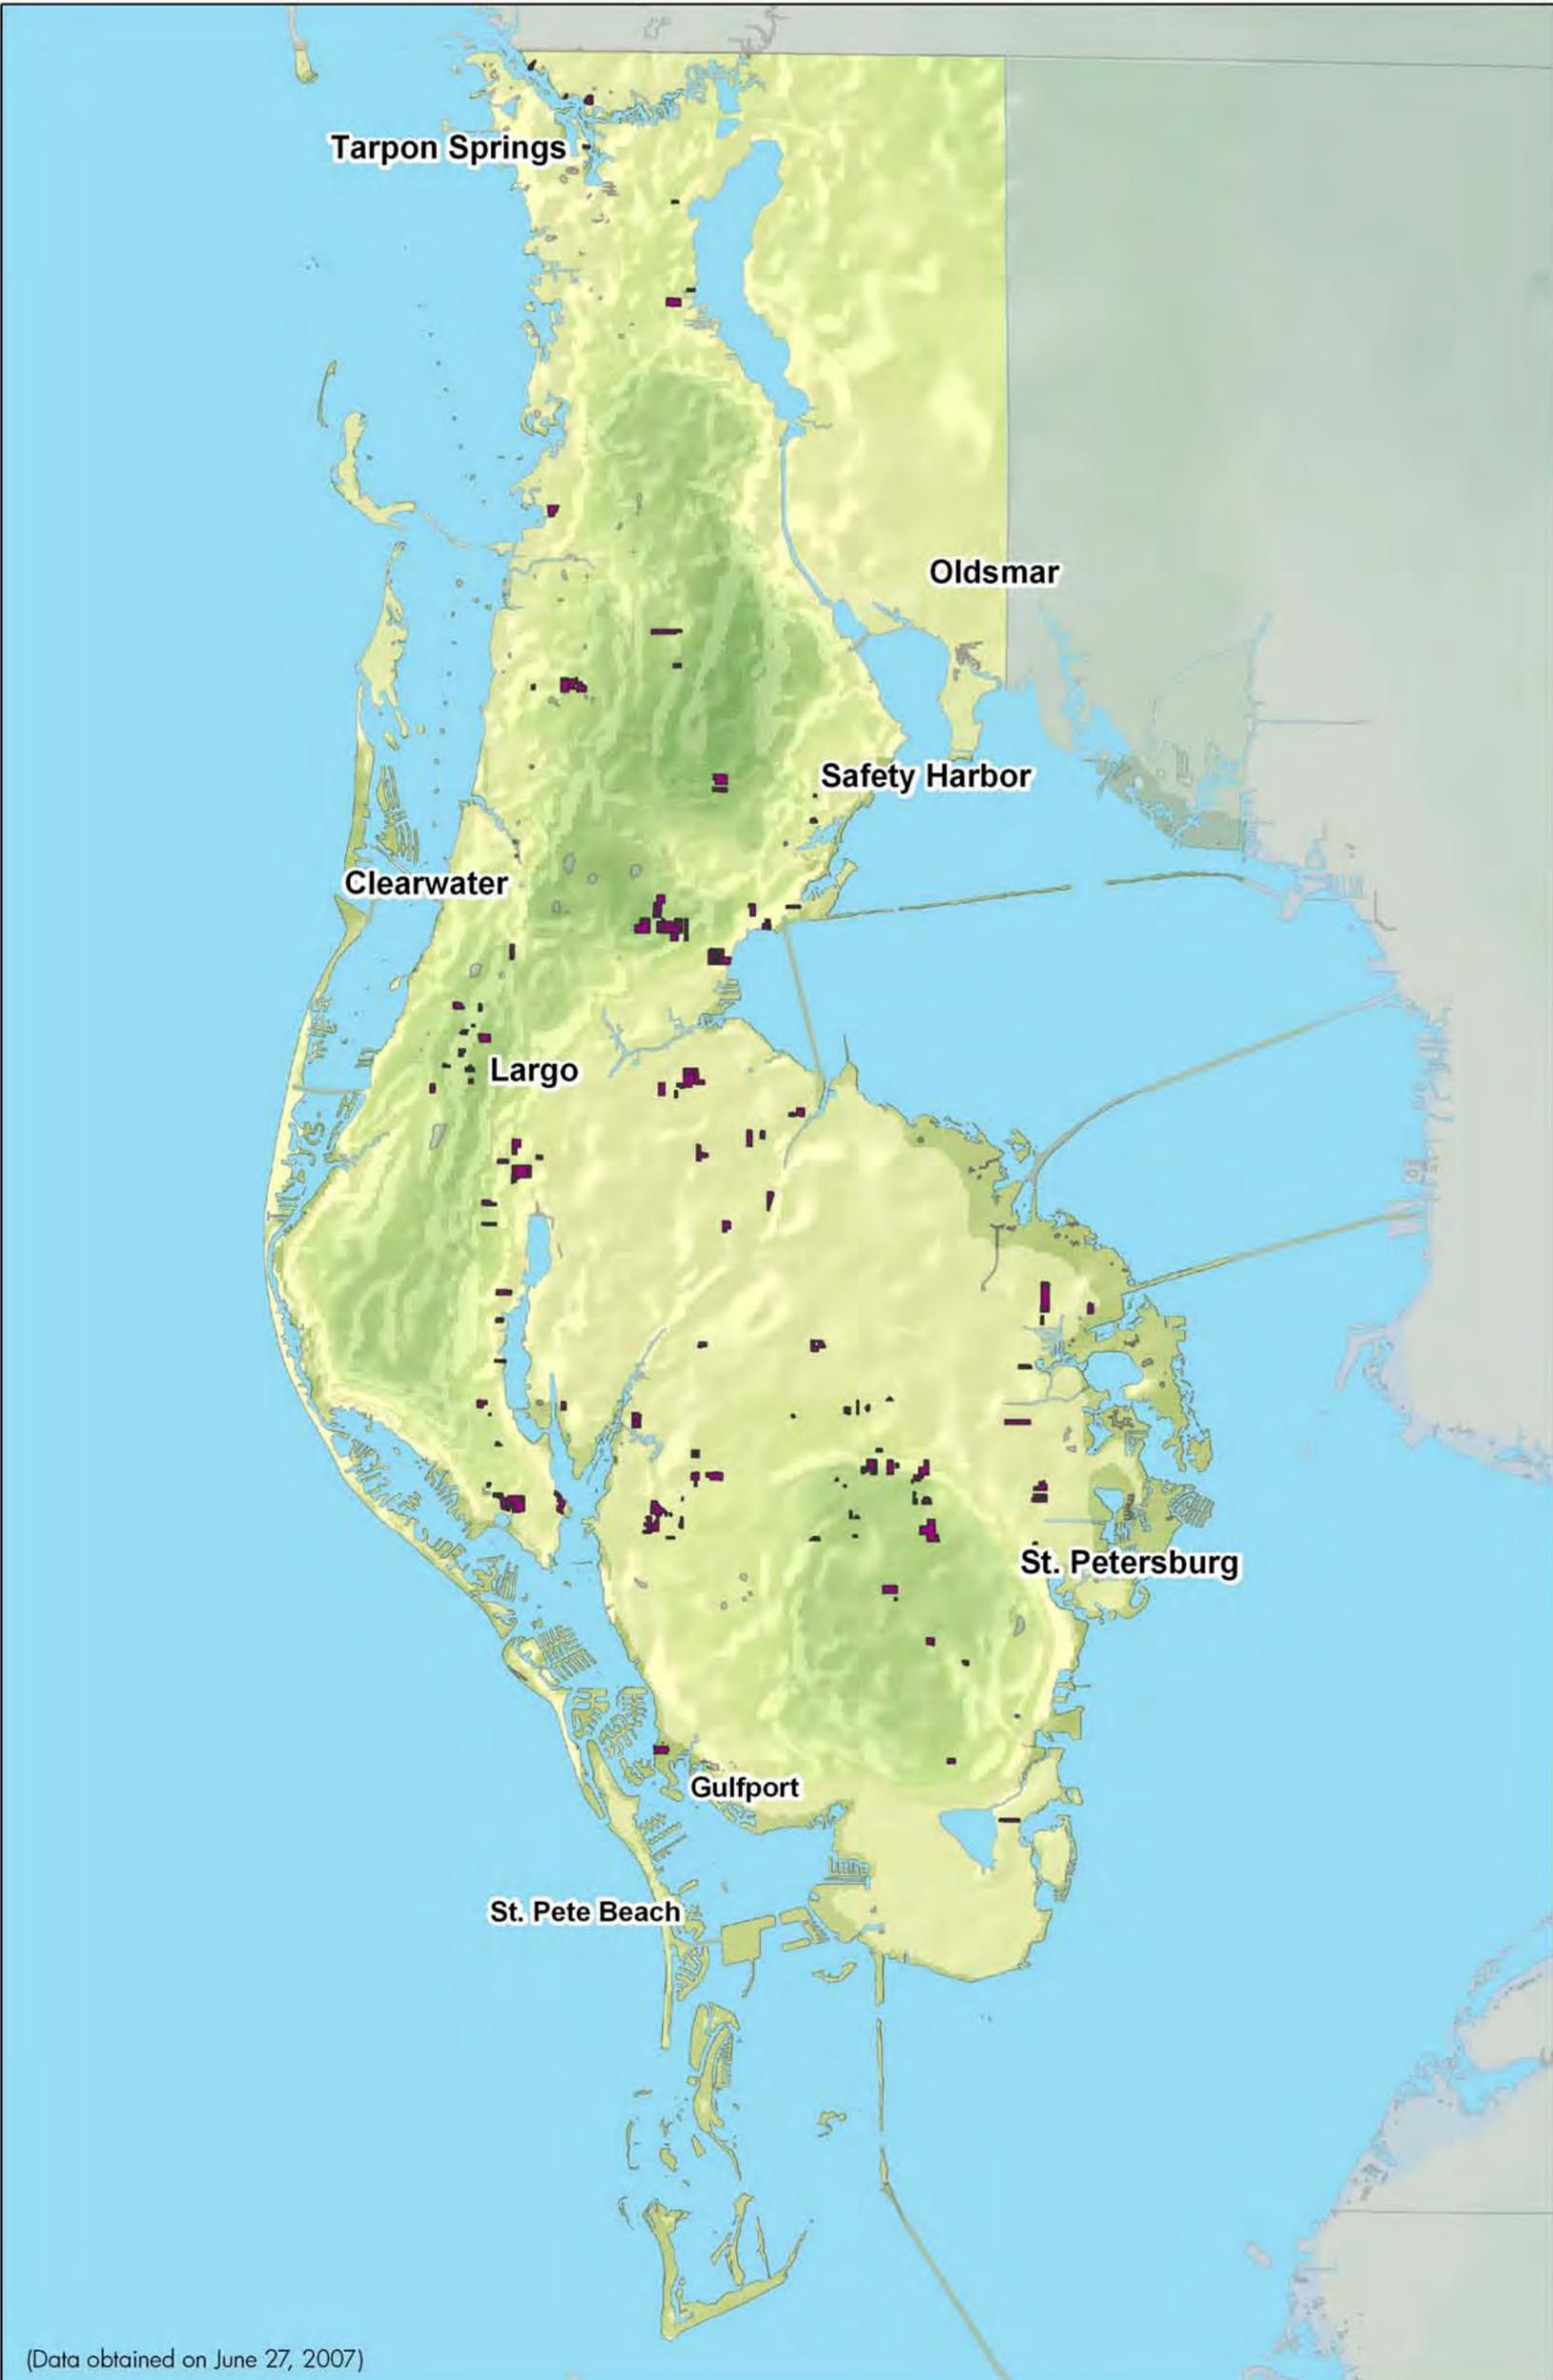 Tarpon Springs
Oldsmar
Safety Harbor
Clearwater
Largo
St. Petersburg
Gulfport
St. Pete Beach
(Data obtained on June 27, 2007)